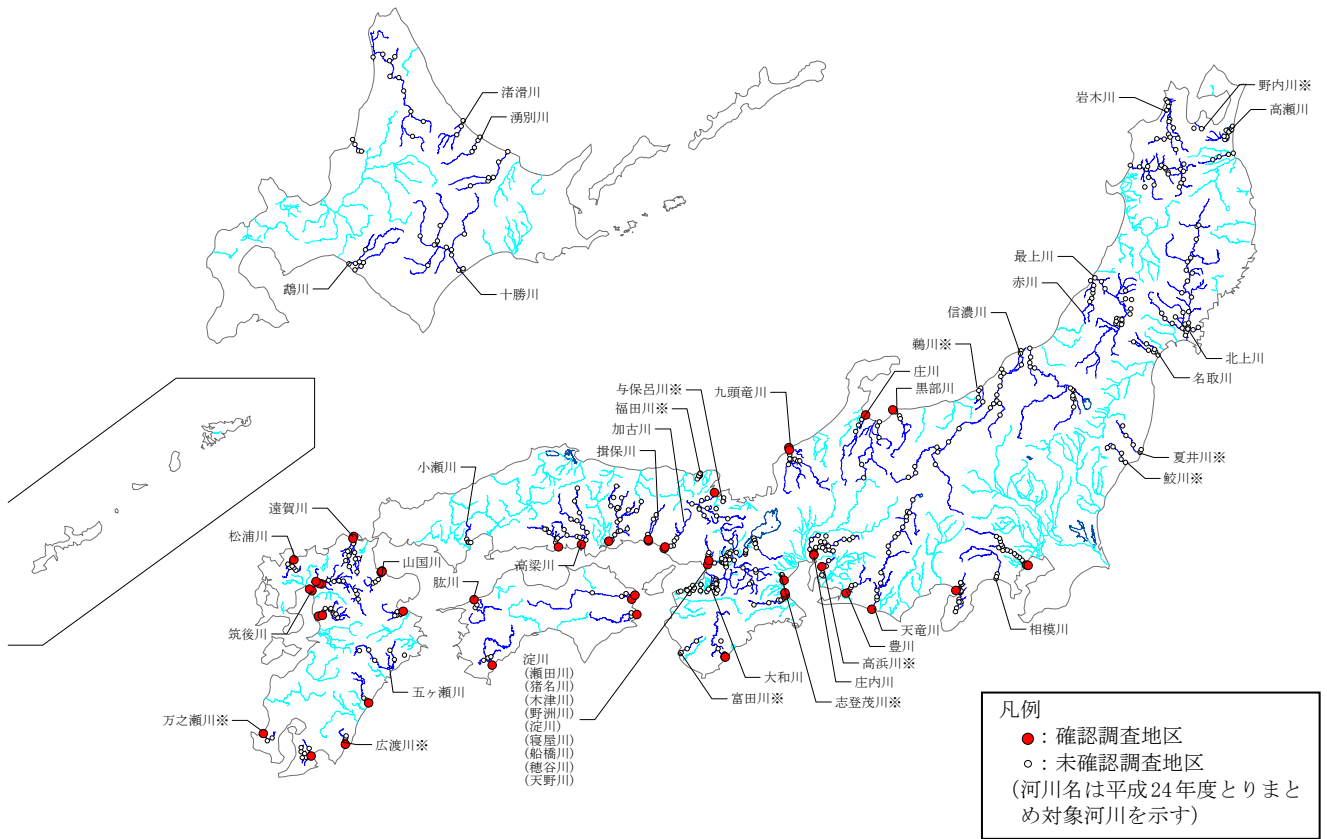 渚滑川
湧別川
鵡川
十勝川
岩木川
野内川※
高瀬川
最上川
赤川
信濃川
鵜川※
北上川
名取川
庄川
黒部川
九頭竜川
与保呂川※
福田川※
加古川
揖保川
小瀬川
夏井川※
鮫川※
遠賀川
松浦川
山国川
肱川
高梁川
筑後川
五ヶ瀬川
万之瀬川※
広渡川※
淀川
(瀬田川)
(猪名川)
(木津川)
(野洲川)
(淀川)
(寝屋川)
(船橋川)
(穂谷川)
(天野川)
大和川
富田川※
天竜川
豊川
高浜川※
庄内川
志登茂川※
相模川
凡例
●：確認調査地区
○：未確認調査地区
(河川名は平成24年度とりまと
め対象河川を示す)